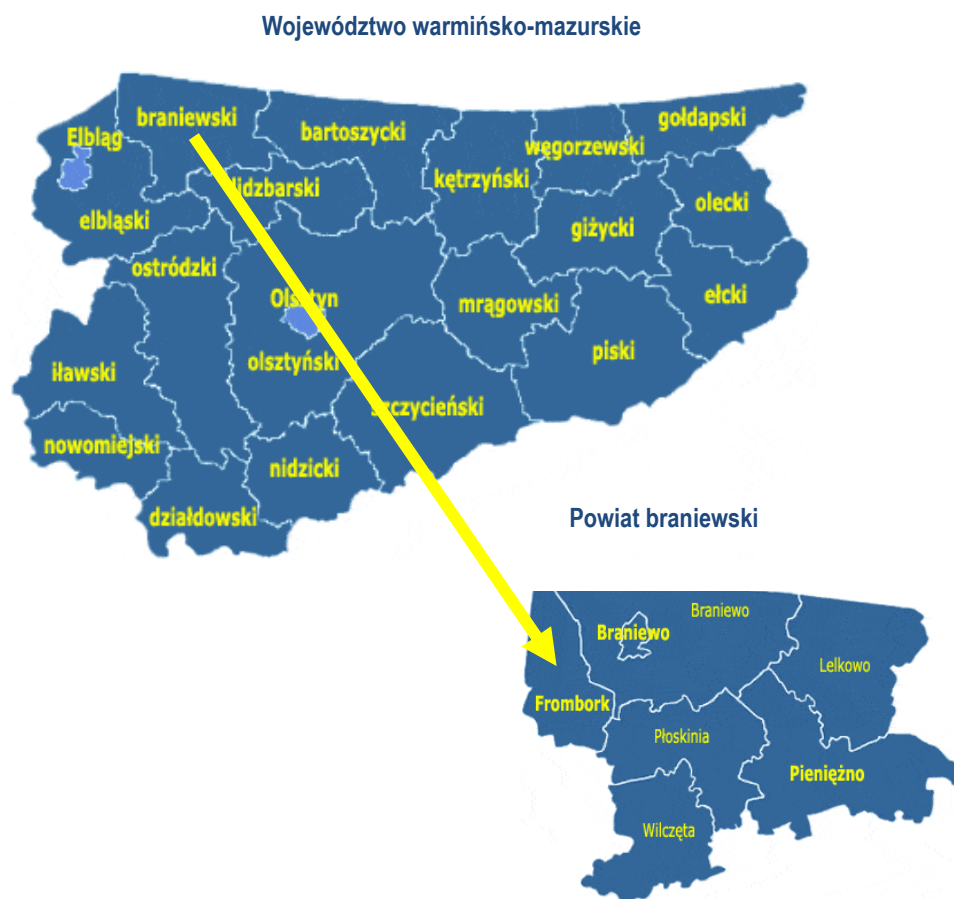 Województwo warmińsko-mazurskie
braniewski
bartoszycki
gołdapski
Elbląg
węgorzewski
kętrzyński
lidzbarski
olecki
elbląski
giżycki
ostródzki
Olsztyn
mrągowski
ełcki
olsztyński
piski
iławski
szczycieński
nowomiejski
nidzicki
działdowski
Powiat braniewski
Braniewo
Braniewo
Lelkowo
Frombork
Płoskinia
Pieniężno
Wilczęta